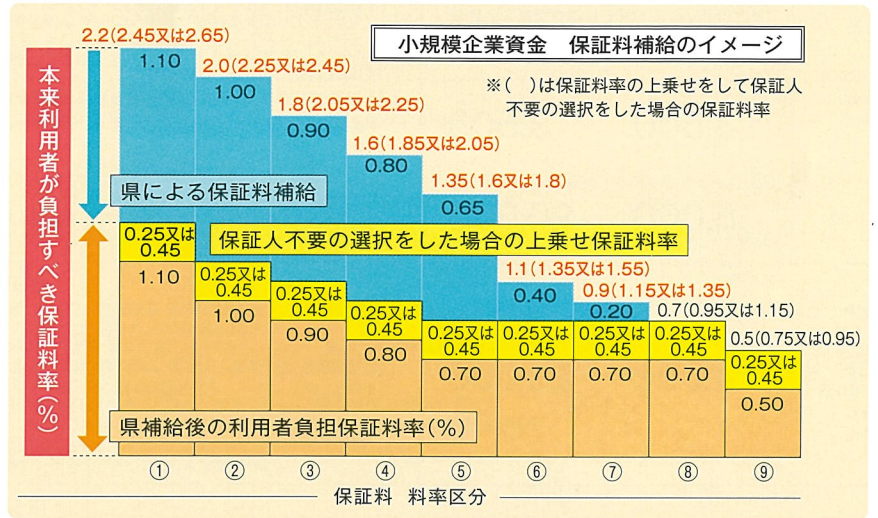 小規模企業資金 保証料補給のイメージ
※( )は保証料率の上乗せをして保証人
不要の選択をした場合の保証料率
本来利用者が負担すべき保証料率(%)
2.2(2.45又は2.65)
1.10
2.0(2.25又は2.45)
1.00
1.8(2.05又は2.25)
0.90
1.6(1.85又は2.05)
0.80
1.35(1.6又は1.8)
0.65
県による保証料補給
1.1(1.35又は1.55)
0.40
0.9(1.15又は1.35)
0.20
0.7(0.95又は1.15)
0.5(0.75又は0.95)
保証人不要の選択をした場合の上乗せ保証料率
0.25又は
0.45
1.10
0.25又は
0.45
1.00
0.25又は
0.45
0.90
0.25又は
0.45
0.80
0.25又は
0.45
0.70
0.25又は
0.45
0.70
0.25又は
0.45
0.70
0.25又は
0.45
0.70
0.25又は
0.45
0.50
県補給後の利用者負担保証料率(%)
① ② ③ ④ ⑤ ⑥ ⑦ ⑧ ⑨
保証料 料率区分